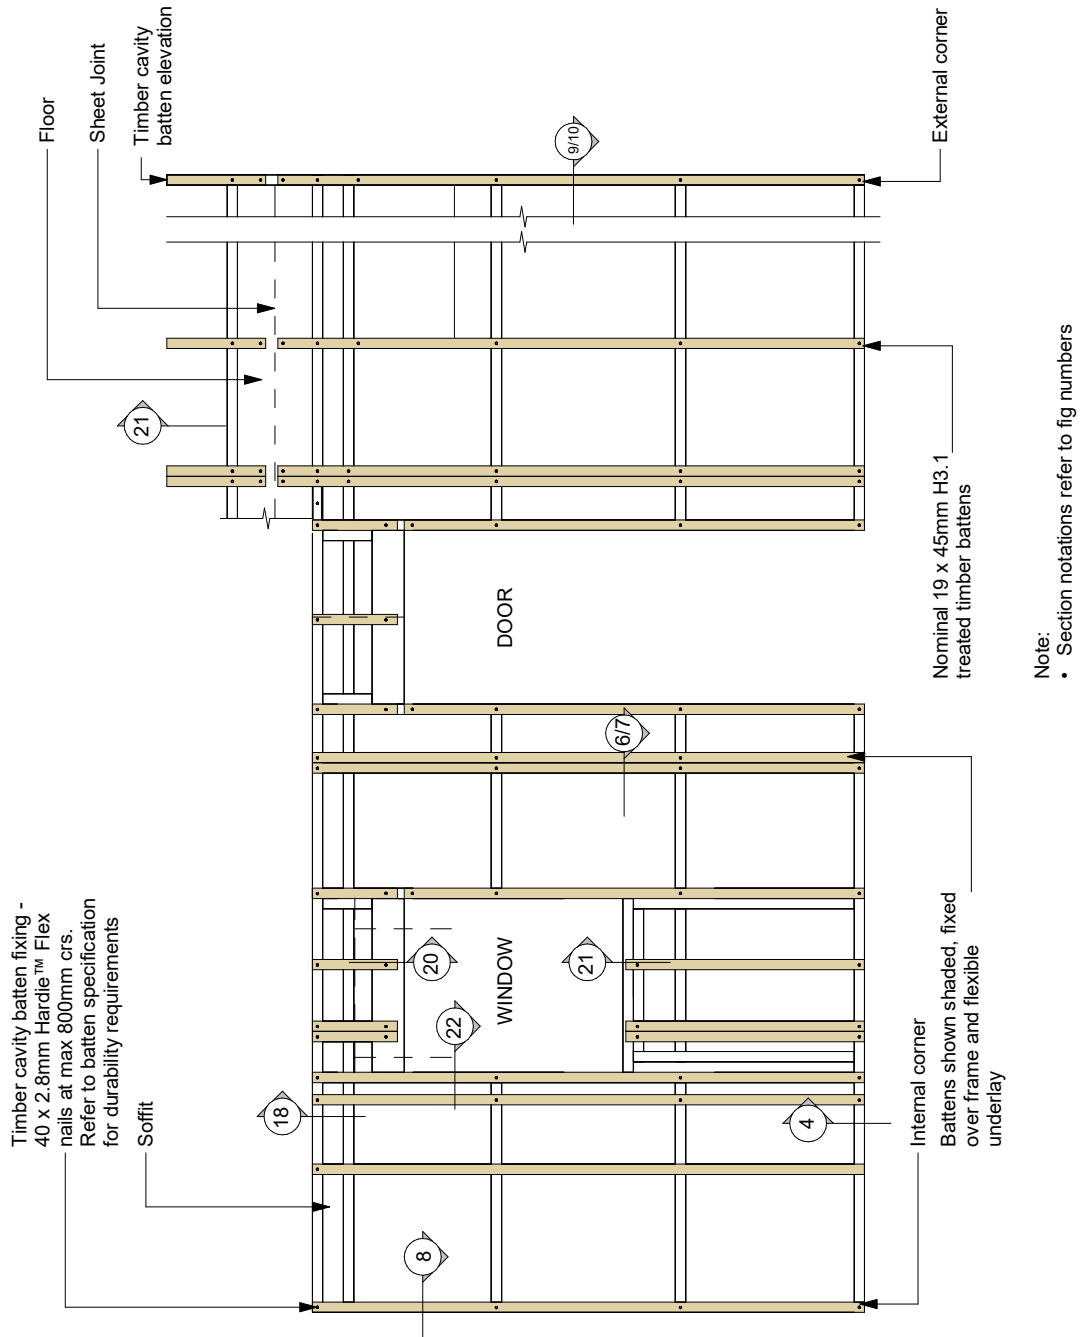 Timber cavity batten fixing -
40 x 2.8mm Hardie™ Flex
nails at max 800mm crs.
Refer to batten specification
for durability requirements
Soffit
Floor
Sheet Joint
Timber cavity
batten elevation
8
18
22
20
21
4
WINDOW
6/7
DOOR
21
9/10
Internal corner
Battens shown shaded, fixed
over frame and flexible
underlay
Nominal 19 x 45mm H3.1
treated timber battens
External corner
Note:
• Section notations refer to fig numbers